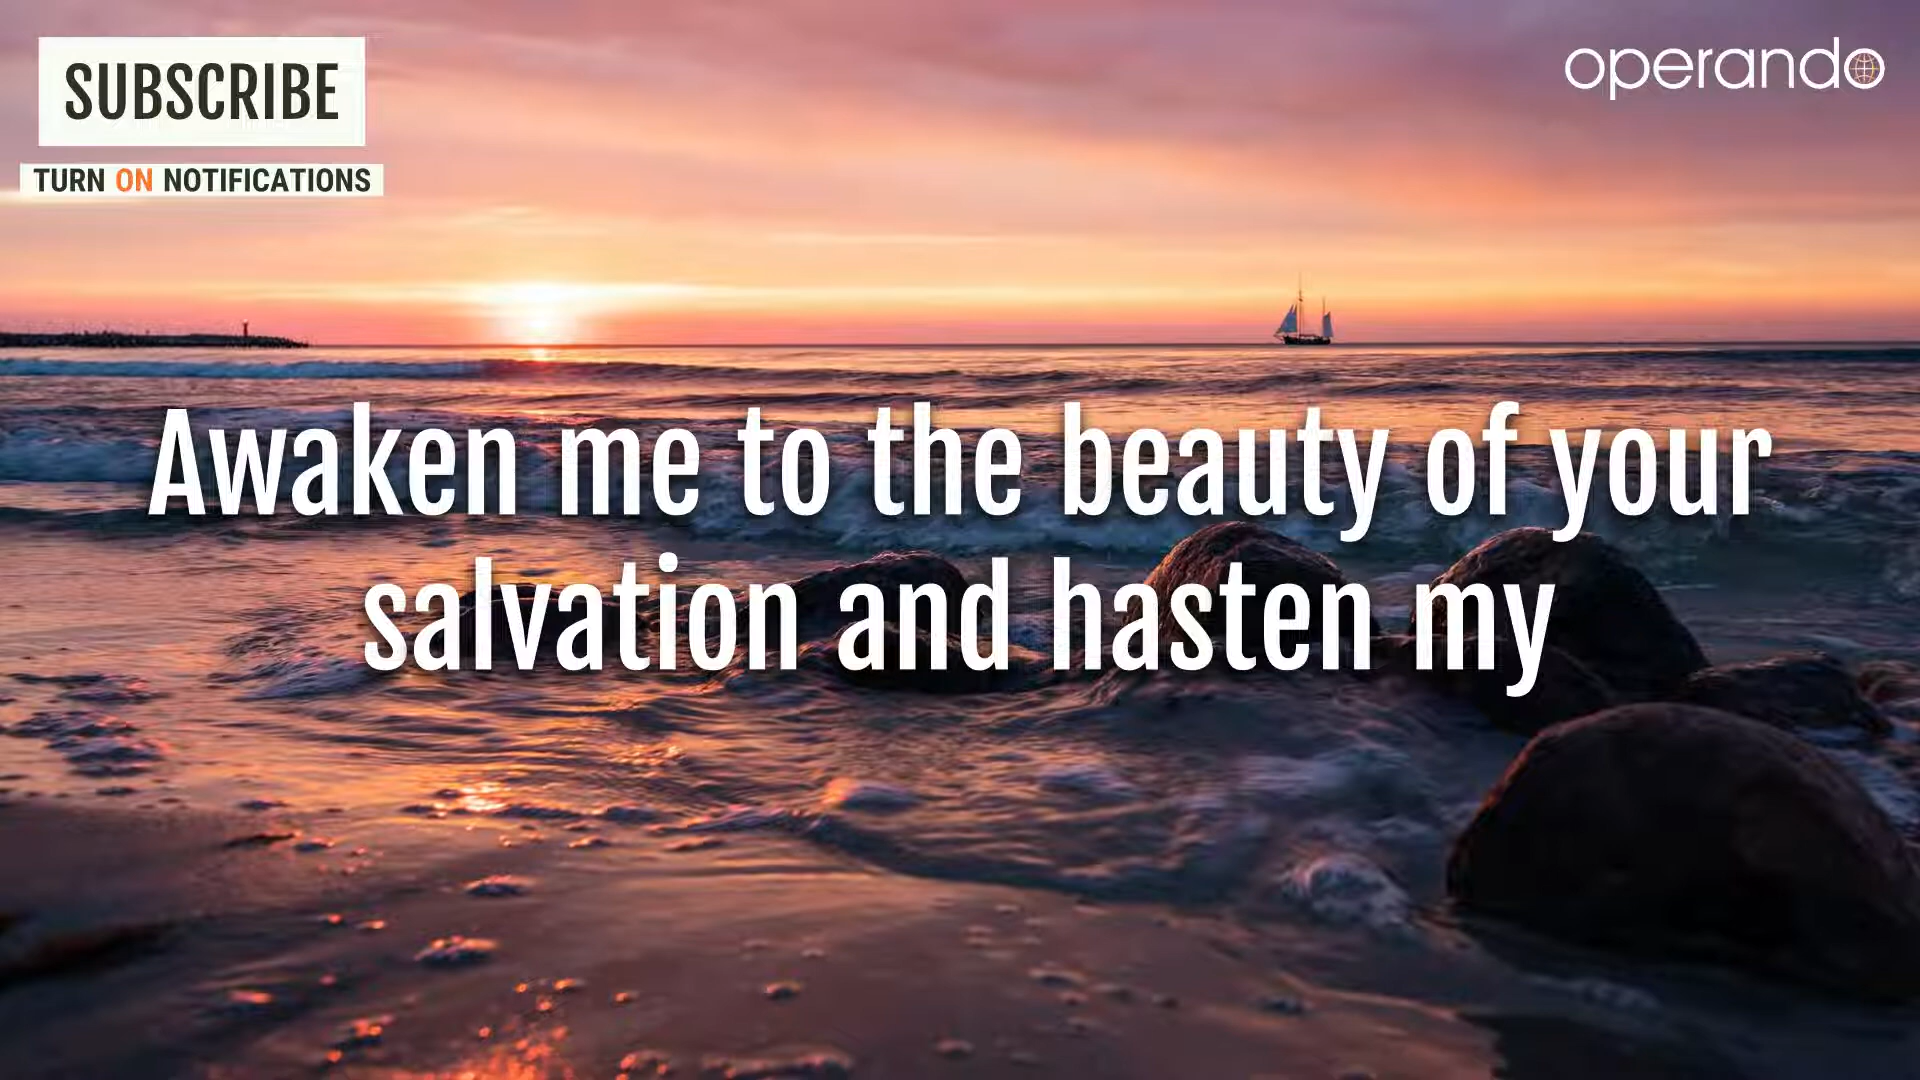 SUBSCRIBE
TURN ON NOTIFICATIONS
operando
Awaken me to the beauty of your
salvation and hasten my